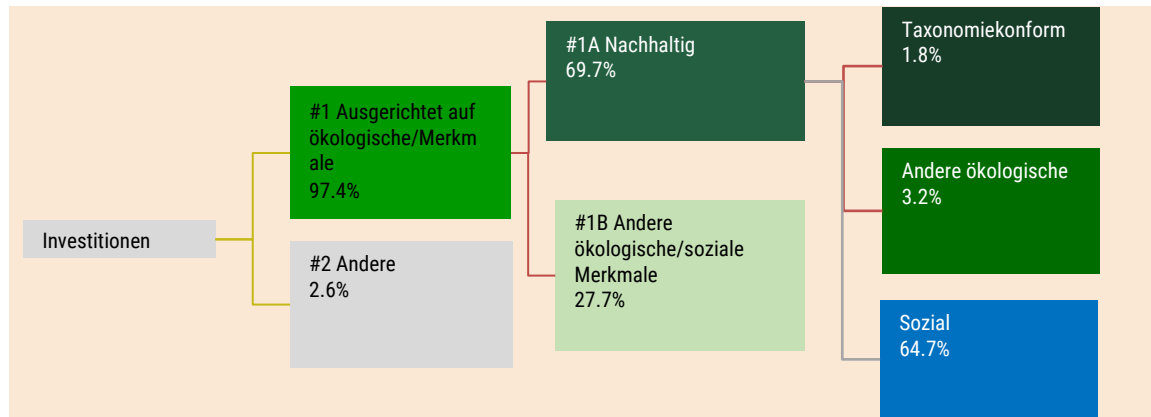 Investitionen
#1 Ausgerichtet auf
ökologische/Merkm
ale
97.4%
#2 Andere
2.6%
#1A Nachhaltig
69.7%
#1B Andere
ökologische/soziale
Merkmale
27.7%
Taxonomiekonform
1.8%
Andere ökologische
3.2%
Sozial
64.7%